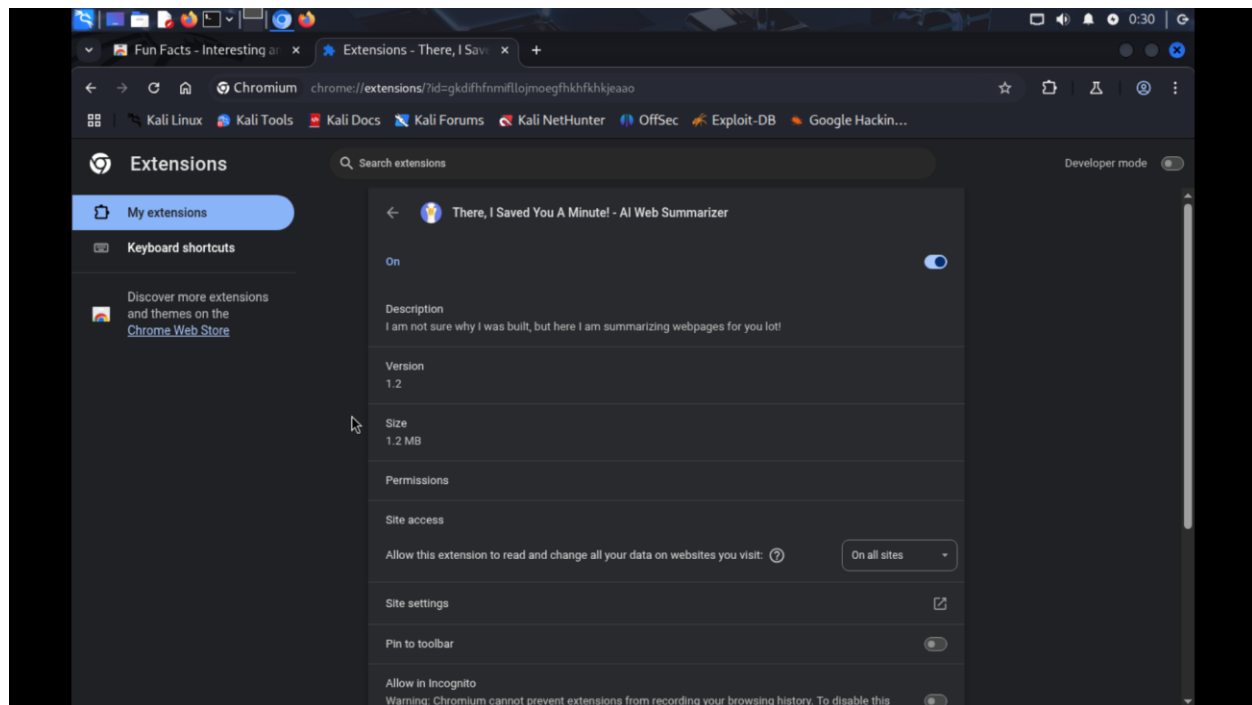 0:30
Fun Facts - Interesting an
Extensions - There, I Save
Chromium
chrome://extensions/?id=gkdifhfnmifllojmoegfhkhfkhkjeaao
Kali Linux
Kali Tools
Kali Docs
Kali Forums
Kali NetHunter
OffSec
Exploit-DB
Google Hackin...
Extensions
Search extensions
Developer mode
My extensions
Keyboard shortcuts
Discover more extensions
and themes on the
Chrome Web Store
There, I Saved You A Minute! - AI Web Summarizer
On
Description
I am not sure why I was built, but here I am summarizing webpages for you lot!
Version
1.2
Size
1.2 MB
Permissions
Site access
Allow this extension to read and change all your data on websites you visit:
On all sites
Site settings
Pin to toolbar
Allow in Incognito
Warning: Chromium cannot prevent extensions from recording your browsing history. To disable this